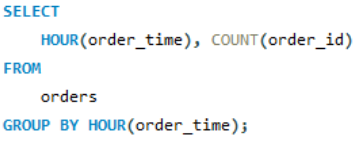 SELECT
    HOUR(order_time), COUNT(order_id)
FROM
    orders
GROUP BY HOUR(order_time);